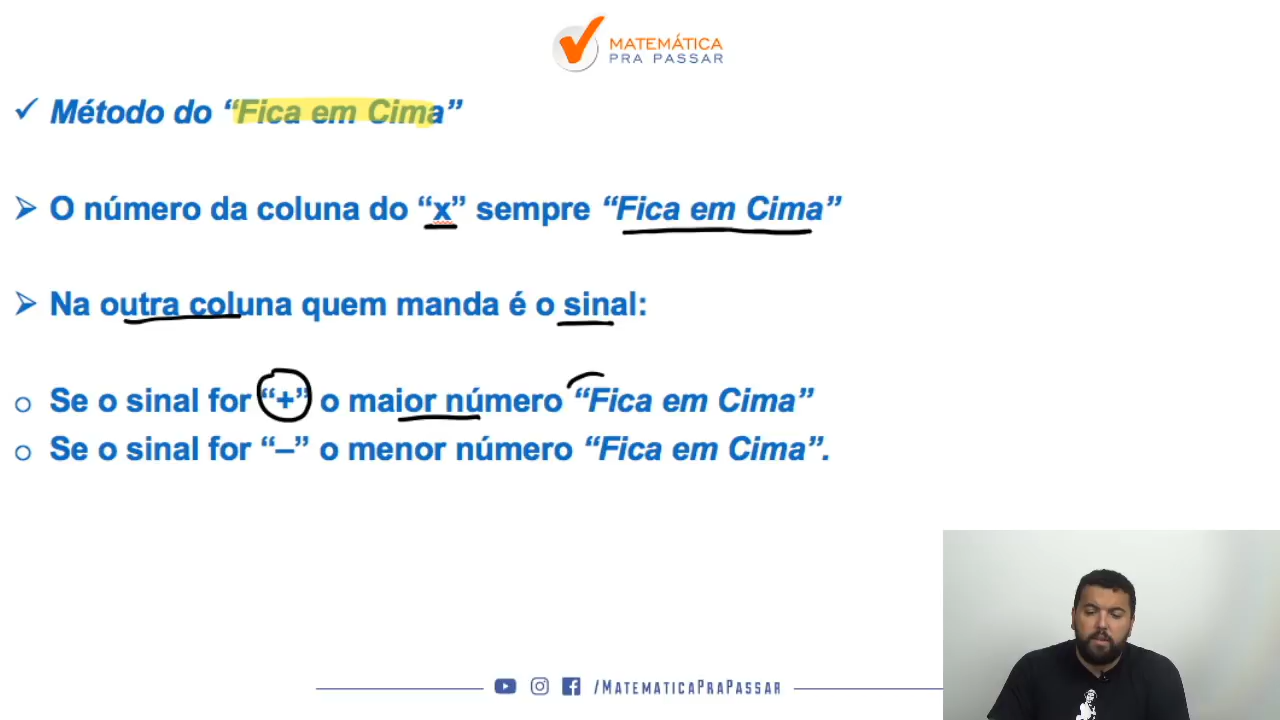 MATEMÁTICA
PRA PASSAR
Método do “Fica em Cima”
O número da coluna do “x” sempre “Fica em Cima”
Na outra coluna quem manda é o sinal:
Se o sinal for “+” o maior número “Fica em Cima”
Se o sinal for “–” o menor número “Fica em Cima”.
/MatematicaPraPassar